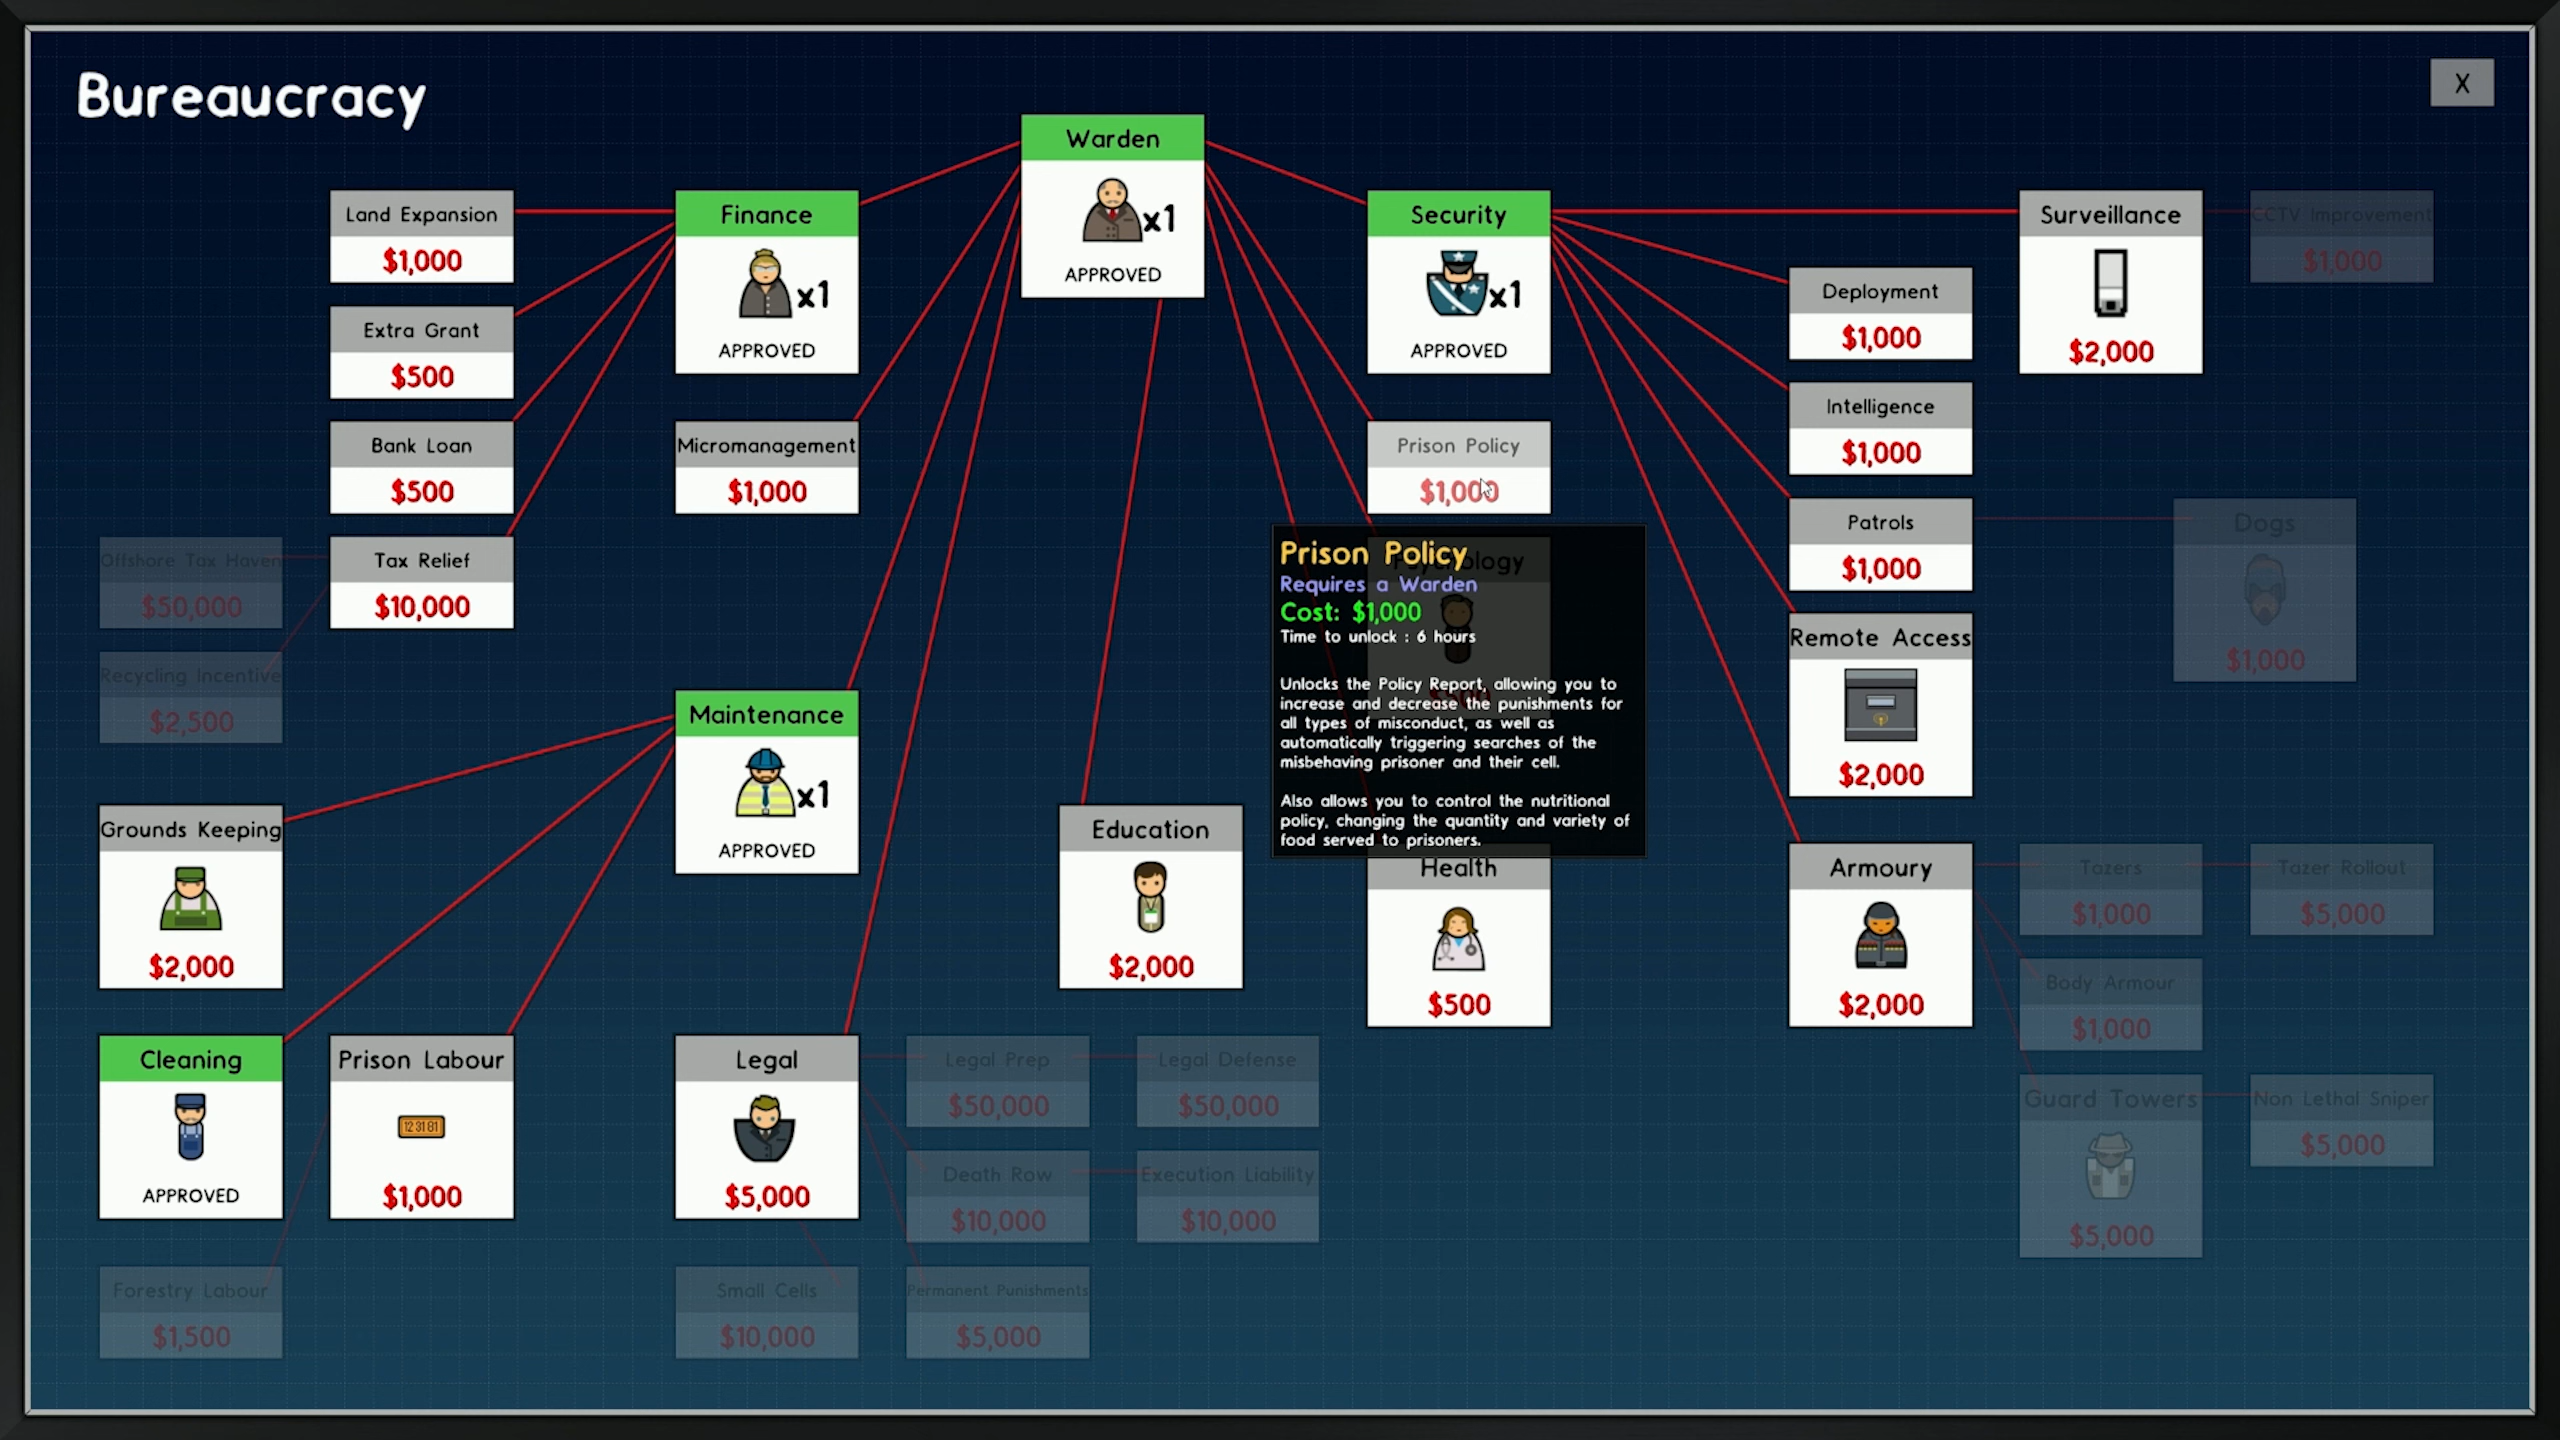 Bureaucracy
X
Warden
x1
APPROVED
Land Expansion
$1,000
Finance
x1
APPROVED
Security
x1
APPROVED
Surveillance
$2,000
CCTV Improvement
$1,000
Extra Grant
$500
Deployment
$1,000
Bank Loan
$500
Micromanagement
$1,000
Prison Policy
$1,000
Intelligence
$1,000
Offshore Tax Haven
$50,000
Tax Relief
$10,000
Patrols
$1,000
Dogs
$1,000
Prison Policy
Requires a Warden
Cost: $1,000
Time to unlock : 6 hours
Unlocks the Policy Report, allowing you to
increase and decrease the punishments for
all types of misconduct, as well as
automatically triggering searches of the
misbehaving prisoner and their cell.
Also allows you to control the nutritional
policy, changing the quantity and variety of
food served to prisoners.
Recycling Incentive
$2,500
Remote Access
$2,000
Maintenance
x1
APPROVED
Grounds Keeping
$2,000
Education
$2,000
Health
$500
Armoury
$2,000
Tazers
$1,000
Tazer Rollout
$5,000
Body Armour
$1,000
Cleaning
APPROVED
Prison Labour
12 31 81
$1,000
Legal
$5,000
Legal Prep
$50,000
Legal Defense
$50,000
Death Row
$10,000
Execution Liability
$10,000
Guard Towers
$5,000
Non Lethal Sniper
$5,000
Forestry Labour
$1,500
Small Cells
$10,000
Permanent Punishments
$5,000